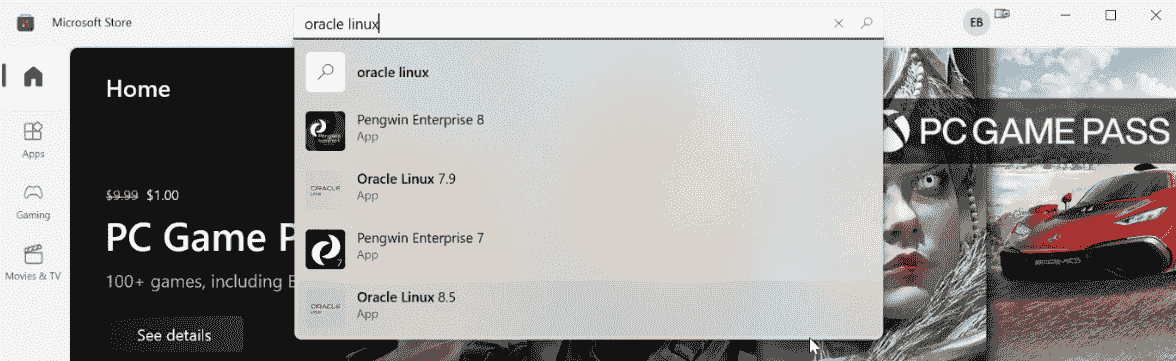 Microsoft Store
oracle linux
EB
oracle linux
Home
Pengwin Enterprise 8
App
PC GAME PASS
Apps
Oracle Linux 7.9
App
ORACLE
$9.99 $1.00
Gaming
PC Game P
Pengwin Enterprise 7
App
7
Movies & TV
100+ games, including E
Oracle Linux 8.5
App
ORACLE
See details